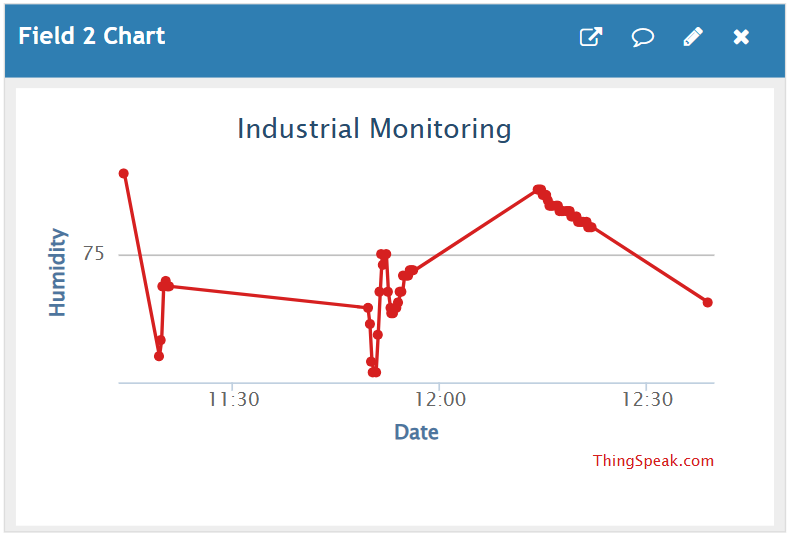 Field 2 Chart
Industrial Monitoring
Humidity
75
11:30 12:00 12:30
Date
ThingSpeak.com